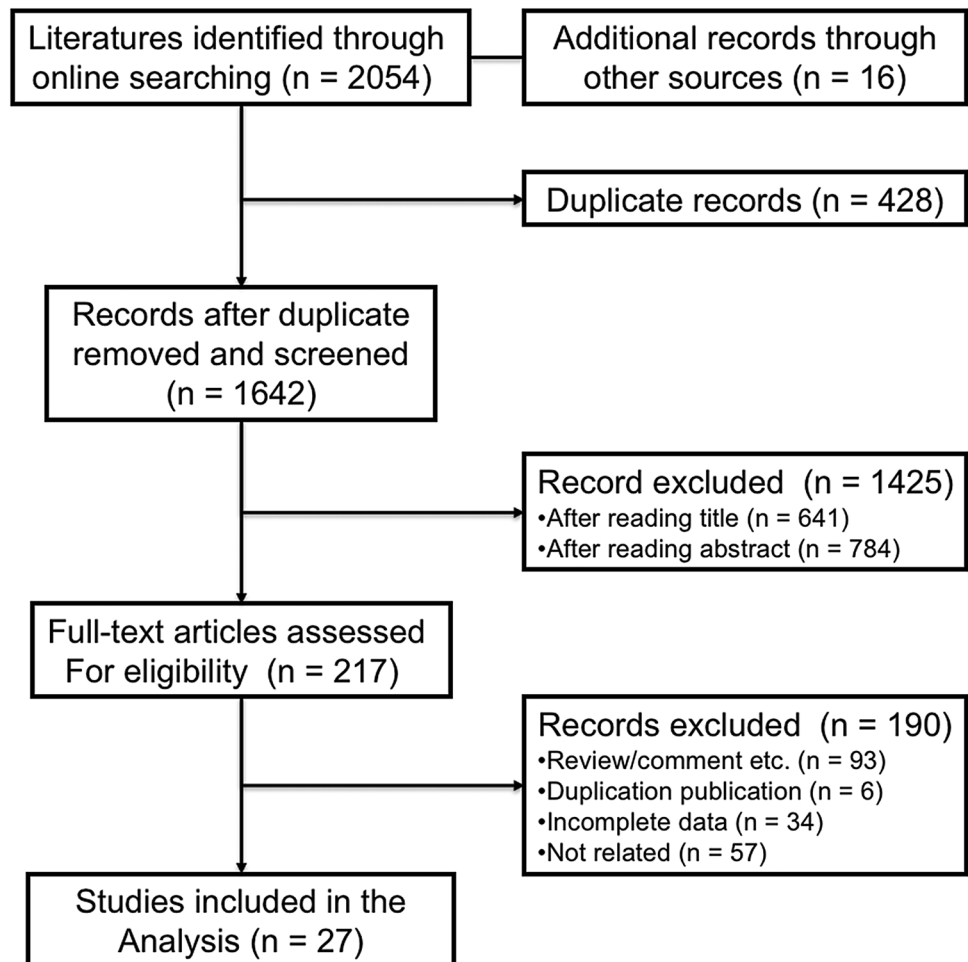 Literatures identified through
online searching (n = 2054)
Additional records through
other sources (n = 16)
Duplicate records (n = 428)
Records after duplicate
removed and screened
(n = 1642)
Record excluded  (n = 1425)
•After reading title (n = 641)
•After reading abstract (n = 784)
Full-text articles assessed
For eligibility  (n = 217)
Records excluded  (n = 190)
•Review/comment etc. (n = 93)
•Duplication publication (n = 6)
•Incomplete data (n = 34)
•Not related (n = 57)
Studies included in the
Analysis (n = 27)